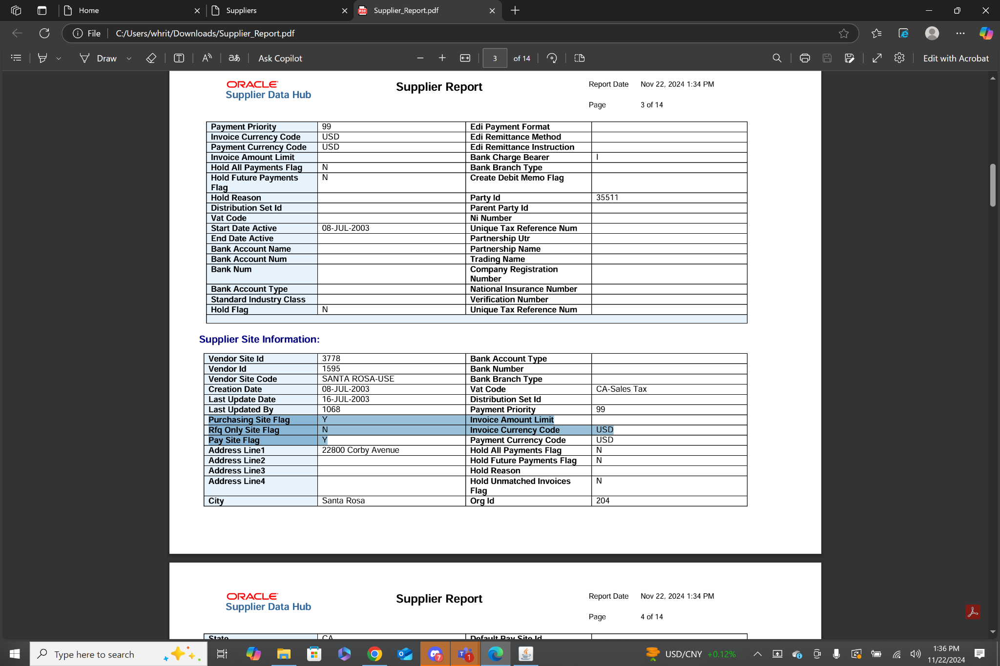 Home
Suppliers
Supplier_Report.pdf
File
C:/Users/whrit/Downloads/Supplier_Report.pdf
Draw
aあ
Ask Copilot
3 of 14
Edit with Acrobat
ORACLE
Supplier Data Hub
Supplier Report
Report Date Nov 22, 2024 1:34 PM
Page 3 of 14
Payment Priority 99 Edi Payment Format
Invoice Currency Code USD Edi Remittance Method
Payment Currency Code USD Edi Remittance Instruction
Invoice Amount Limit Bank Charge Bearer I
Hold All Payments Flag N Bank Branch Type
Hold Future Payments Flag N Create Debit Memo Flag
Hold Reason Party Id 35511
Distribution Set Id Parent Party Id
Vat Code Ni Number
Start Date Active 08-JUL-2003 Unique Tax Reference Num
End Date Active Partnership Utr
Bank Account Name Partnership Name
Bank Account Num Trading Name
Bank Num Company Registration Number
Bank Account Type National Insurance Number
Standard Industry Class Verification Number
Hold Flag N Unique Tax Reference Num
Supplier Site Information:
Vendor Site Id 3778 Bank Account Type
Vendor Id 1595 Bank Number
Vendor Site Code SANTA ROSA-USE Bank Branch Type
Creation Date 08-JUL-2003 Vat Code CA-Sales Tax
Last Update Date 16-JUL-2003 Distribution Set Id
Last Updated By 1068 Payment Priority 99
Purchasing Site Flag Y Invoice Amount Limit
Rfq Only Site Flag N Invoice Currency Code USD
Pay Site Flag Y Payment Currency Code USD
Address Line1 22800 Corby Avenue Hold All Payments Flag N
Address Line2 Hold Future Payments Flag N
Address Line3 Hold Reason
Address Line4 Hold Unmatched Invoices Flag N
City Santa Rosa Org Id 204
ORACLE
Supplier Data Hub
Supplier Report
Report Date Nov 22, 2024 1:34 PM
Page 4 of 14
State CA Default Pay Site Id
Type here to search
7
1
USD/CNY +0.12%
1:36 PM
11/22/2024